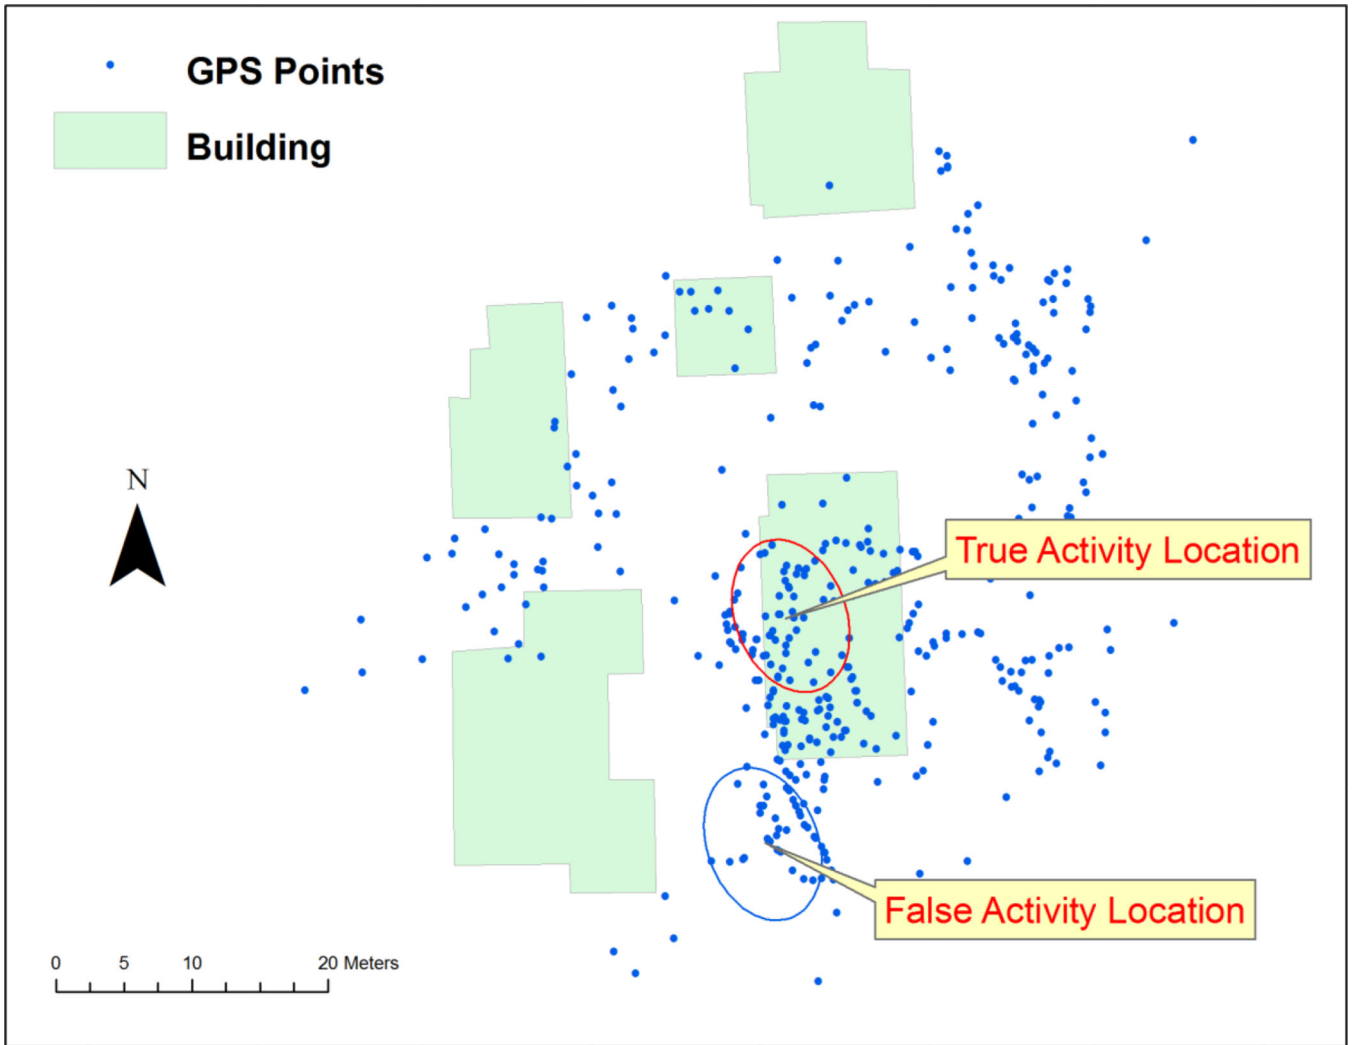 GPS Points
Building
N
True Activity Location
False Activity Location
0 5 10 20 Meters